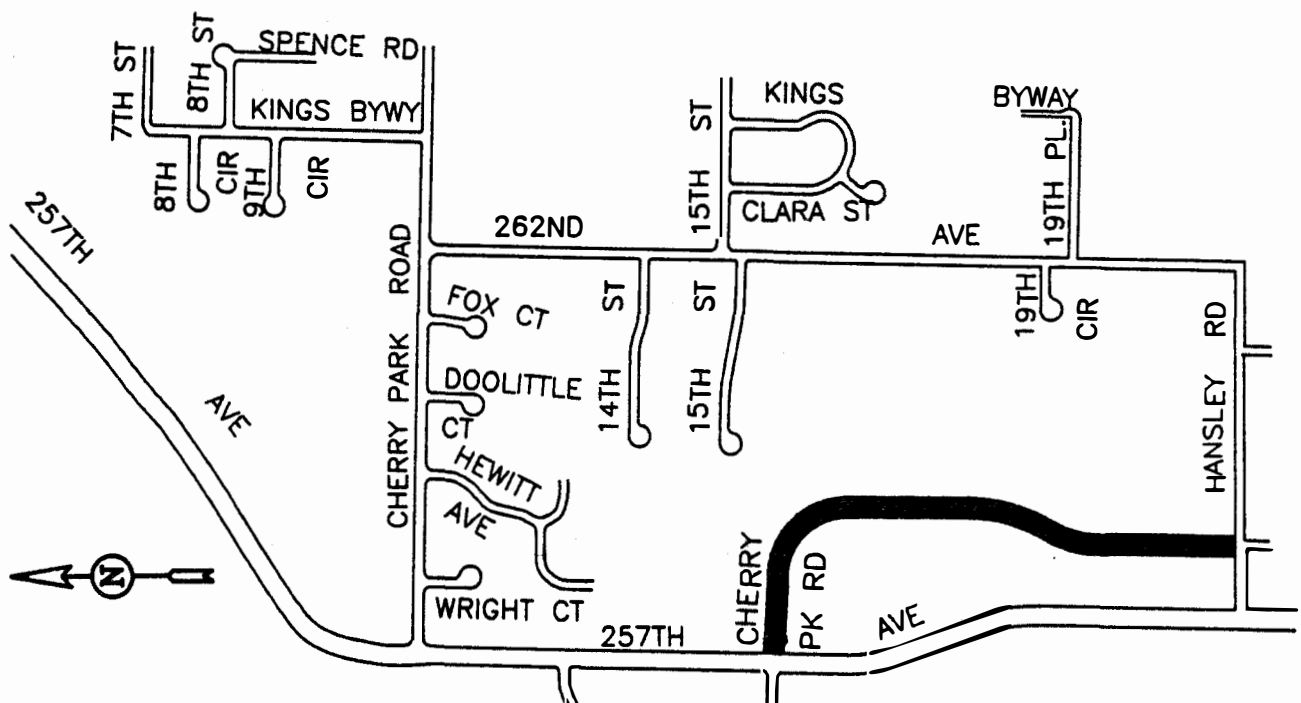 7TH ST
8TH ST
SPENCE RD
KINGS BYWY
8TH CIR
9TH CIR
257TH AVE
CHERRY PARK ROAD
262ND AVE
15TH ST
KINGS BYWAY
CLARA ST
19TH PL.
19TH CIR
FOX CT
DOOLITTLE CT
HEWITT AVE
WRIGHT CT
14TH ST
15TH ST
HANSLEY RD
CHERRY PK RD
257TH AVE
N